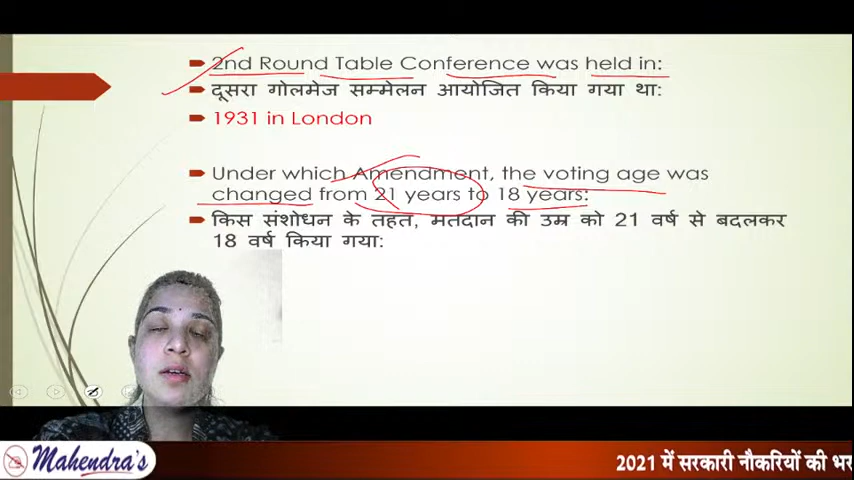 2nd Round Table Conference was held in:
दूसरा गोलमेज सम्मेलन आयोजित किया गया था:
1931 in London
Under which Amendment, the voting age was
changed from 21 years to 18 years:
किस संशोधन के तहत, मतदान की उम्र को 21 वर्ष से बदलकर
18 वर्ष किया गया:
Mahendra's
2021 में सरकारी नौकरियों की भर